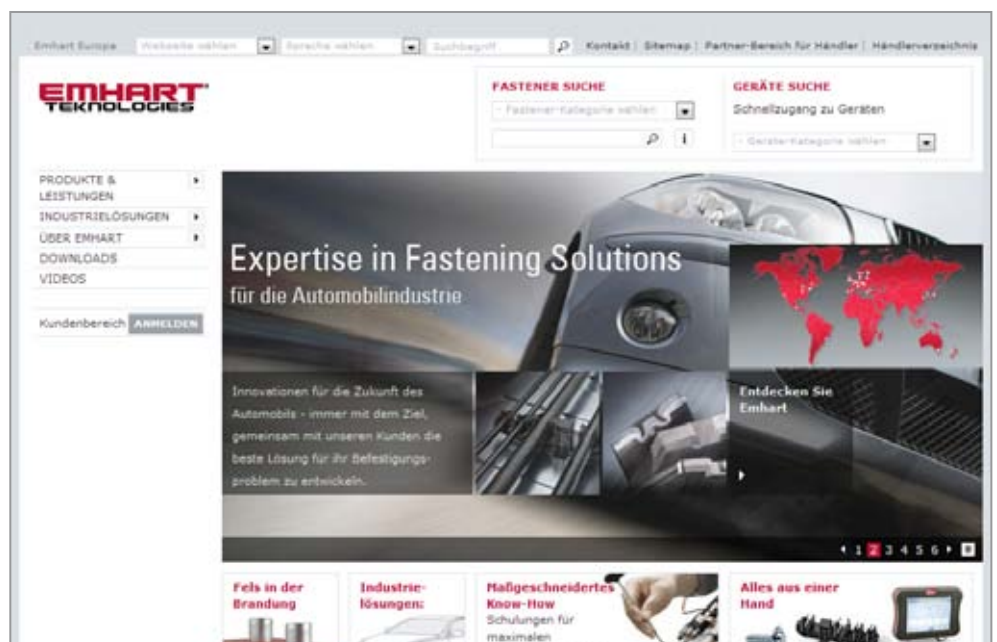 Emhart Europa Webseite wählen Sprache wählen Suchbegriff Kontakt | Sitemap | Partner-Bereich für Händler | Händlerverzeichnis
EMHART
TEKNOLOGIES
FASTENER SUCHE
- Fastener-Kategorie wählen
i
GERÄTE SUCHE
Schnellzugang zu Geräten
- Geräte-Kategorie wählen
PRODUKTE &
LEISTUNGEN
INDUSTRIELÖSUNGEN
ÜBER EMHART
DOWNLOADS
VIDEOS
Kundenbereich ANMELDEN
Expertise in Fastening Solutions
für die Automobilindustrie
Innovationen für die Zukunft des
Automobils - immer mit dem Ziel,
gemeinsam mit unseren Kunden die
beste Lösung für ihr Befestigungs-
problem zu entwickeln.
Entdecken Sie
Emhart
1 2 3 4 5 6
Fels in der
Brandung
Industrie-
lösungen:
Maßgeschneidertes
Know-How
Schulungen für
maximalen
Alles aus einer
Hand